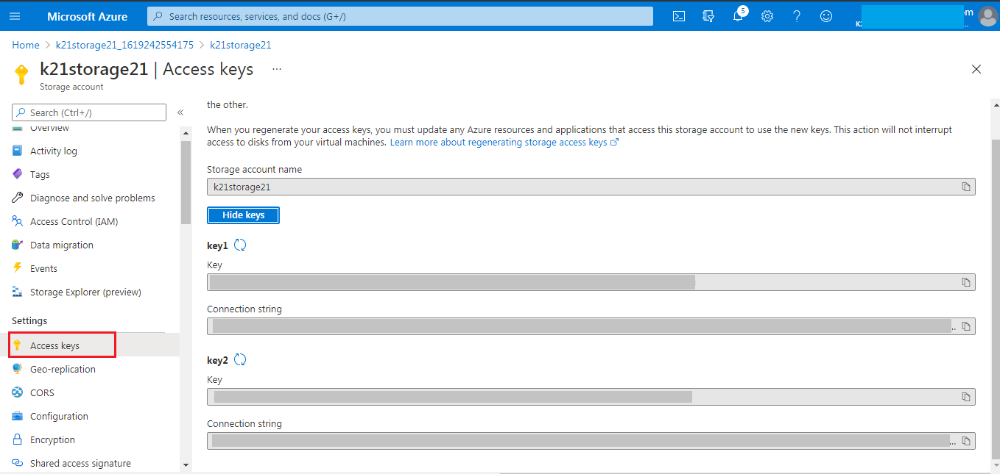 Microsoft Azure
Search resources, services, and docs (G+/)
5
om
K
...
Home > k21storage21_1619242554175 > k21storage21
k21storage21 | Access keys ...
Storage account
Search (Ctrl+/)
«
Overview
Activity log
Tags
Diagnose and solve problems
Access Control (IAM)
Data migration
Events
Storage Explorer (preview)
Settings
Access keys
Geo-replication
CORS
Configuration
Encryption
Shared access signature
the other.
When you regenerate your access keys, you must update any Azure resources and applications that access this storage account to use the new keys. This action will not interrupt
access to disks from your virtual machines. Learn more about regenerating storage access keys
Storage account name
k21storage21
Hide keys
key1
Key
Connection string
..
key2
Key
Connection string
...